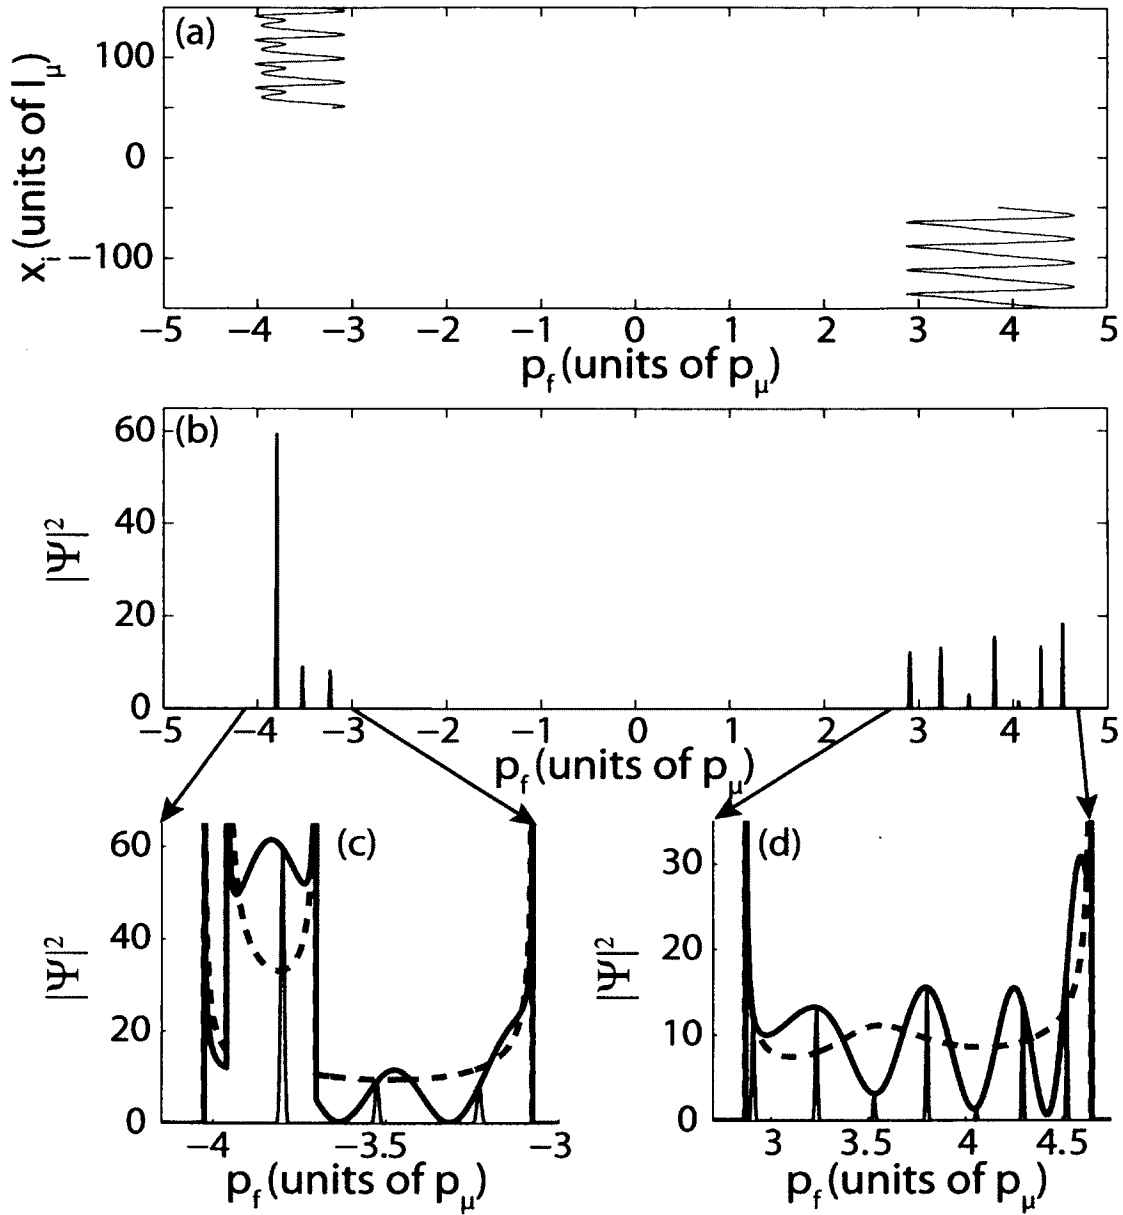 (a)
x_i (units of l_μ)
100
0
−100
−5 −4 −3 −2 −1 0 1 2 3 4 5
p_f (units of p_μ)
(b)
|Ψ|²
60
40
20
0
−5 −4 −3 −2 −1 0 1 2 3 4 5
p_f (units of p_μ)
(c)
|Ψ|²
60
40
20
0
−4 −3.5 −3
p_f (units of p_μ)
(d)
|Ψ|²
30
20
10
0
3 3.5 4 4.5
p_f (units of p_μ)